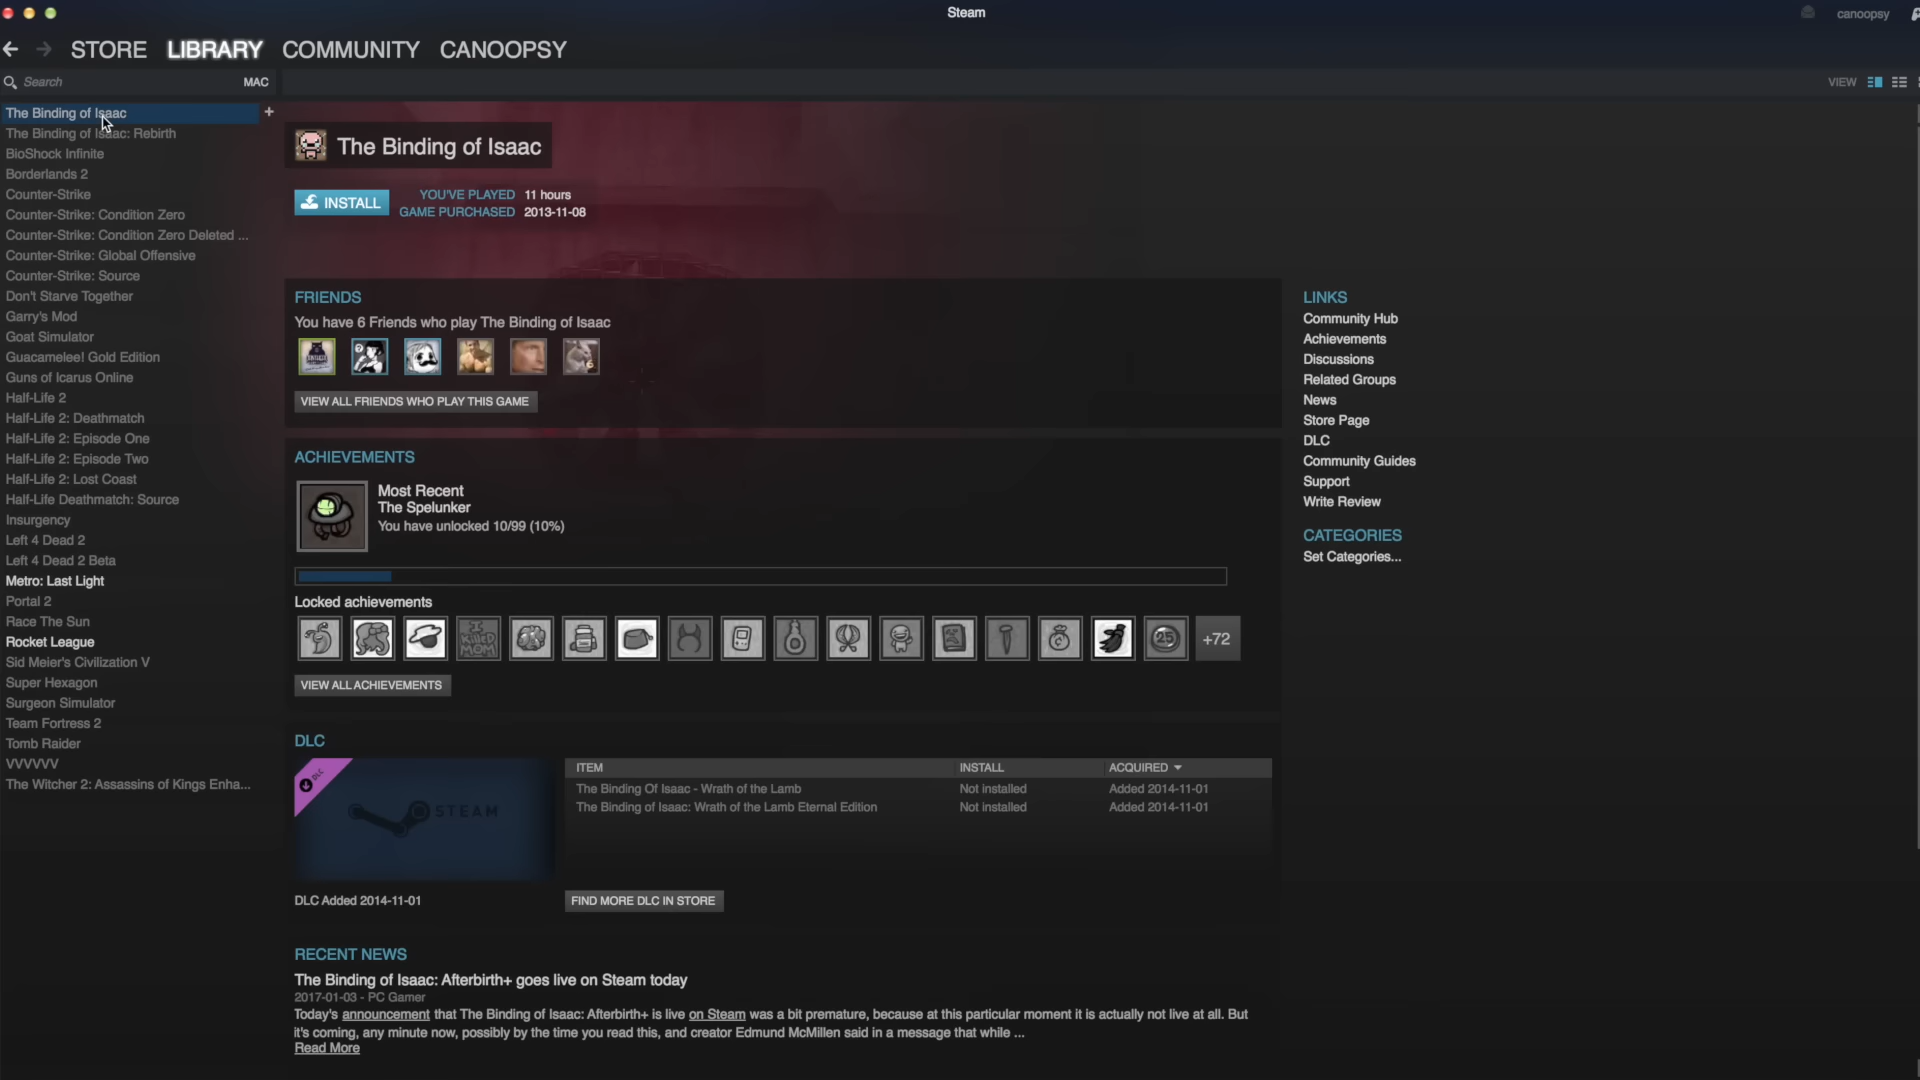 Steam
canoopsy
STORE LIBRARY COMMUNITY CANOOPSY
Search MAC
VIEW
The Binding of Isaac +
The Binding of Isaac: Rebirth
BioShock Infinite
Borderlands 2
Counter-Strike
Counter-Strike: Condition Zero
Counter-Strike: Condition Zero Deleted ...
Counter-Strike: Global Offensive
Counter-Strike: Source
Don't Starve Together
Garry's Mod
Goat Simulator
Guacamelee! Gold Edition
Guns of Icarus Online
Half-Life 2
Half-Life 2: Deathmatch
Half-Life 2: Episode One
Half-Life 2: Episode Two
Half-Life 2: Lost Coast
Half-Life Deathmatch: Source
Insurgency
Left 4 Dead 2
Left 4 Dead 2 Beta
Metro: Last Light
Portal 2
Race The Sun
Rocket League
Sid Meier's Civilization V
Super Hexagon
Surgeon Simulator
Team Fortress 2
Tomb Raider
VVVVVV
The Witcher 2: Assassins of Kings Enha...
The Binding of Isaac
INSTALL
YOU'VE PLAYED 11 hours
GAME PURCHASED 2013-11-08
FRIENDS
You have 6 Friends who play The Binding of Isaac
VIEW ALL FRIENDS WHO PLAY THIS GAME
ACHIEVEMENTS
Most Recent
The Spelunker
You have unlocked 10/99 (10%)
Locked achievements
I KILLED MOM
25
+72
VIEW ALL ACHIEVEMENTS
DLC
DLC
STEAM
DLC Added 2014-11-01
ITEM INSTALL ACQUIRED
The Binding Of Isaac - Wrath of the Lamb Not installed Added 2014-11-01
The Binding of Isaac: Wrath of the Lamb Eternal Edition Not installed Added 2014-11-01
FIND MORE DLC IN STORE
RECENT NEWS
The Binding of Isaac: Afterbirth+ goes live on Steam today
2017-01-03 - PC Gamer
Today's announcement that The Binding of Isaac: Afterbirth+ is live on Steam was a bit premature, because at this particular moment it is actually not live at all. But
it's coming, any minute now, possibly by the time you read this, and creator Edmund McMillen said in a message that while ...
Read More
LINKS
Community Hub
Achievements
Discussions
Related Groups
News
Store Page
DLC
Community Guides
Support
Write Review
CATEGORIES
Set Categories...